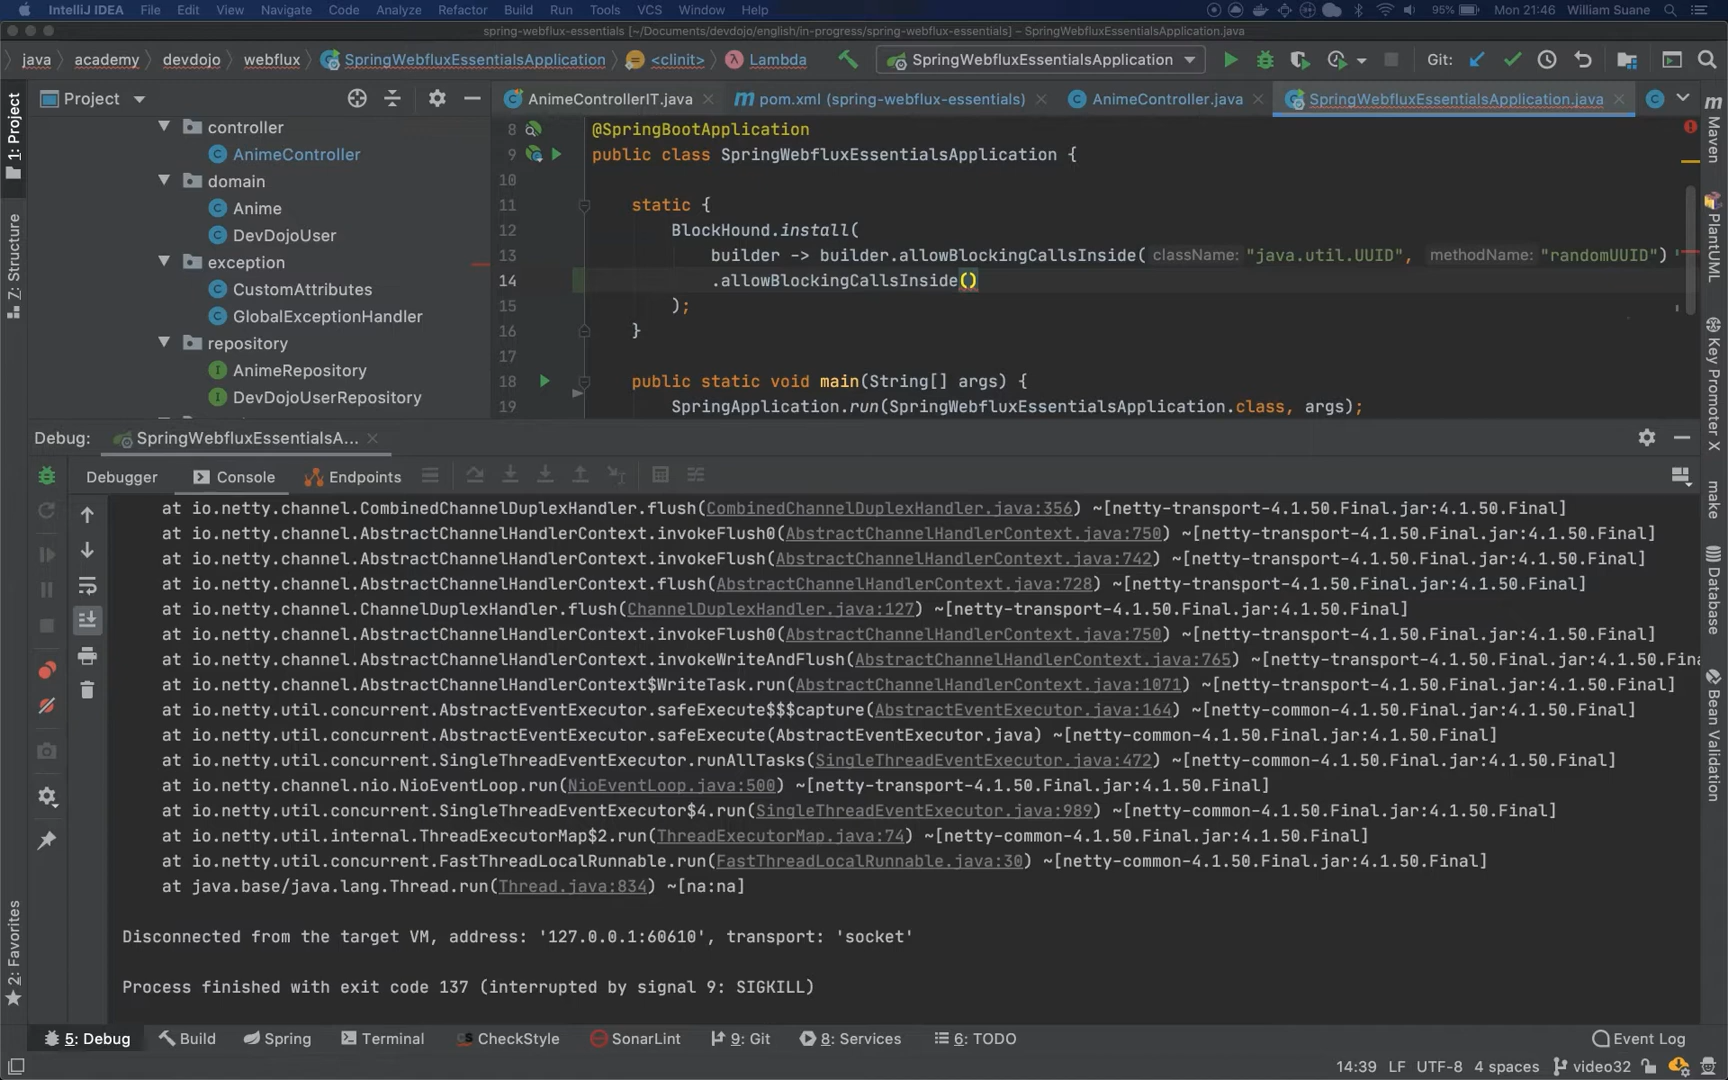 IntelliJ IDEA File Edit View Navigate Code Analyze Refactor Build Run Tools VCS Window Help 95% Mon 21:46 William Suane
spring-webflux-essentials [~/Documents/devdojo/english/in-progress/spring-webflux-essentials] – SpringWebfluxEssentialsApplication.java
java academy devdojo webflux SpringWebfluxEssentialsApplication <clinit> Lambda SpringWebfluxEssentialsApplication Git:
Project AnimeControllerIT.java pom.xml (spring-webflux-essentials) AnimeController.java SpringWebfluxEssentialsApplication.java
1: Project
Z: Structure
2: Favorites
controller
AnimeController
domain
Anime
DevDojoUser
exception
CustomAttributes
GlobalExceptionHandler
repository
AnimeRepository
DevDojoUserRepository
8 @SpringBootApplication
9 public class SpringWebfluxEssentialsApplication {
10
11 static {
12 BlockHound.install(
13 builder -> builder.allowBlockingCallsInside( className: "java.util.UUID", methodName: "randomUUID")
14 .allowBlockingCallsInside()
15 );
16 }
17
18 public static void main(String[] args) {
19 SpringApplication.run(SpringWebfluxEssentialsApplication.class, args);
Maven
PlantUML
Key Promoter X
make
Database
Bean Validation
Debug: SpringWebfluxEssentialsA...
Debugger Console Endpoints
at io.netty.channel.CombinedChannelDuplexHandler.flush(CombinedChannelDuplexHandler.java:356) ~[netty-transport-4.1.50.Final.jar:4.1.50.Final]
at io.netty.channel.AbstractChannelHandlerContext.invokeFlush0(AbstractChannelHandlerContext.java:750) ~[netty-transport-4.1.50.Final.jar:4.1.50.Final]
at io.netty.channel.AbstractChannelHandlerContext.invokeFlush(AbstractChannelHandlerContext.java:742) ~[netty-transport-4.1.50.Final.jar:4.1.50.Final]
at io.netty.channel.AbstractChannelHandlerContext.flush(AbstractChannelHandlerContext.java:728) ~[netty-transport-4.1.50.Final.jar:4.1.50.Final]
at io.netty.channel.ChannelDuplexHandler.flush(ChannelDuplexHandler.java:127) ~[netty-transport-4.1.50.Final.jar:4.1.50.Final]
at io.netty.channel.AbstractChannelHandlerContext.invokeFlush0(AbstractChannelHandlerContext.java:750) ~[netty-transport-4.1.50.Final.jar:4.1.50.Final]
at io.netty.channel.AbstractChannelHandlerContext.invokeWriteAndFlush(AbstractChannelHandlerContext.java:765) ~[netty-transport-4.1.50.Final.jar:4.1.50.Fina
at io.netty.channel.AbstractChannelHandlerContext$WriteTask.run(AbstractChannelHandlerContext.java:1071) ~[netty-transport-4.1.50.Final.jar:4.1.50.Final]
at io.netty.util.concurrent.AbstractEventExecutor.safeExecute$$$capture(AbstractEventExecutor.java:164) ~[netty-common-4.1.50.Final.jar:4.1.50.Final]
at io.netty.util.concurrent.AbstractEventExecutor.safeExecute(AbstractEventExecutor.java) ~[netty-common-4.1.50.Final.jar:4.1.50.Final]
at io.netty.util.concurrent.SingleThreadEventExecutor.runAllTasks(SingleThreadEventExecutor.java:472) ~[netty-common-4.1.50.Final.jar:4.1.50.Final]
at io.netty.channel.nio.NioEventLoop.run(NioEventLoop.java:500) ~[netty-transport-4.1.50.Final.jar:4.1.50.Final]
at io.netty.util.concurrent.SingleThreadEventExecutor$4.run(SingleThreadEventExecutor.java:989) ~[netty-common-4.1.50.Final.jar:4.1.50.Final]
at io.netty.util.internal.ThreadExecutorMap$2.run(ThreadExecutorMap.java:74) ~[netty-common-4.1.50.Final.jar:4.1.50.Final]
at io.netty.util.concurrent.FastThreadLocalRunnable.run(FastThreadLocalRunnable.java:30) ~[netty-common-4.1.50.Final.jar:4.1.50.Final]
at java.base/java.lang.Thread.run(Thread.java:834) ~[na:na]
Disconnected from the target VM, address: '127.0.0.1:60610', transport: 'socket'
Process finished with exit code 137 (interrupted by signal 9: SIGKILL)
5: Debug Build Spring Terminal CheckStyle SonarLint 9: Git 8: Services 6: TODO Event Log
14:39 LF UTF-8 4 spaces video32